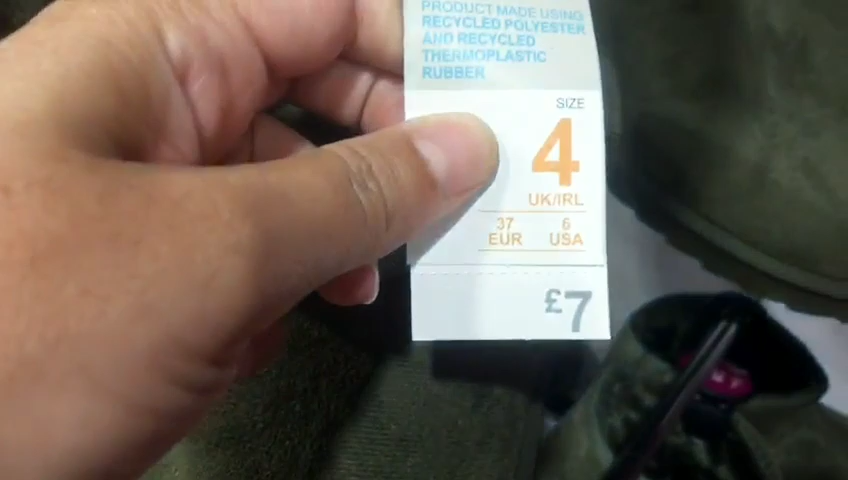 PRODUCT MADE USING
RECYCLED POLYESTER
AND RECYCLED
THERMOPLASTIC
RUBBER
SIZE
4
UK/IRL
37 6
EUR USA
£7